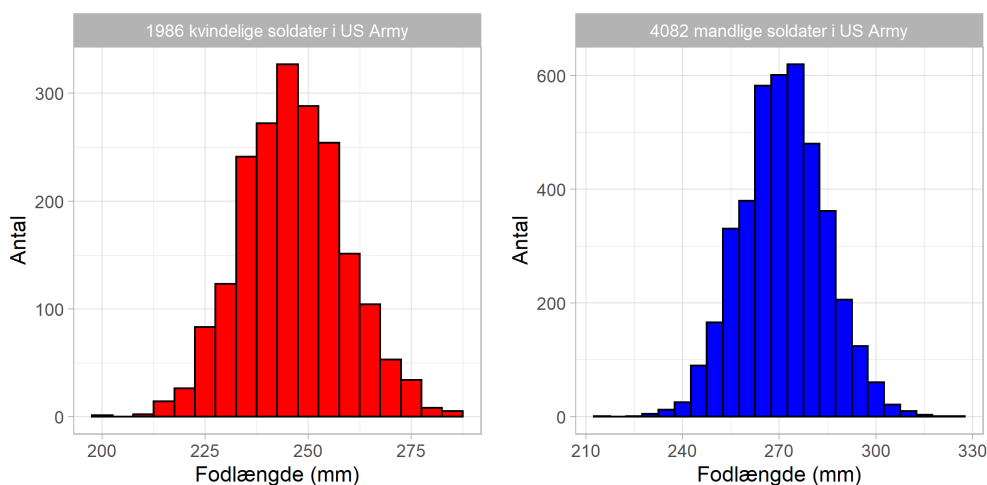 1986 kvindelige soldater i US Army
Antal
300
200
100
0
200 225 250 275
Fodlængde (mm)
4082 mandlige soldater i US Army
Antal
600
400
200
0
210 240 270 300 330
Fodlængde (mm)